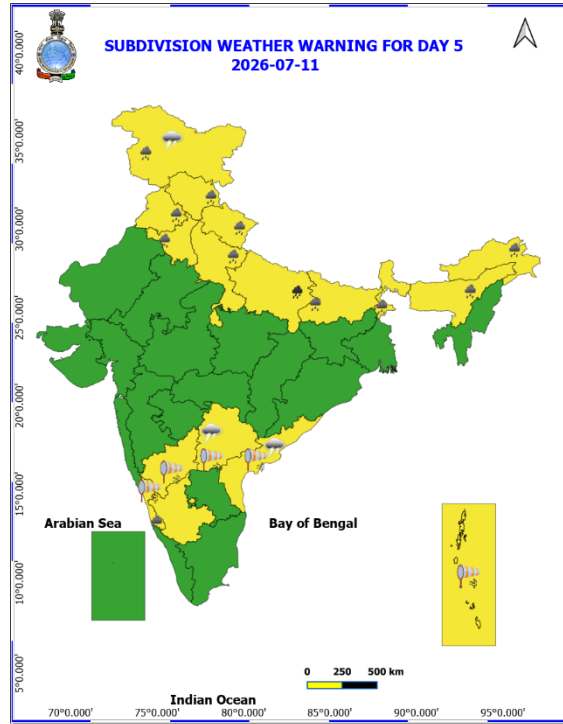 SUBDIVISION WEATHER WARNING FOR DAY 5
2026-07-11
40°0.000'
35°0.000'
30°0.000'
25°0.000'
20°0.000'
15°0.000'
10°0.000'
5°0.000'
Arabian Sea
Bay of Bengal
0 250 500 km
Indian Ocean
70°0.000' 75°0.000' 80°0.000' 85°0.000' 90°0.000' 95°0.000'